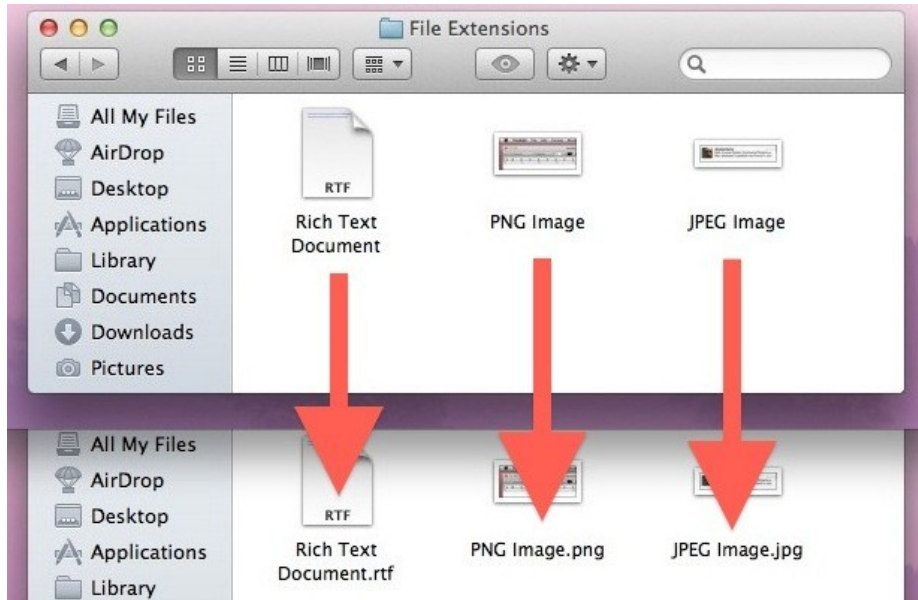 File Extensions
All My Files
AirDrop
Desktop
Applications
Library
Documents
Downloads
Pictures
RTF
Rich Text
Document
PNG Image
JPEG Image
All My Files
AirDrop
Desktop
Applications
Library
RTF
Rich Text
Document.rtf
PNG Image.png
JPEG Image.jpg